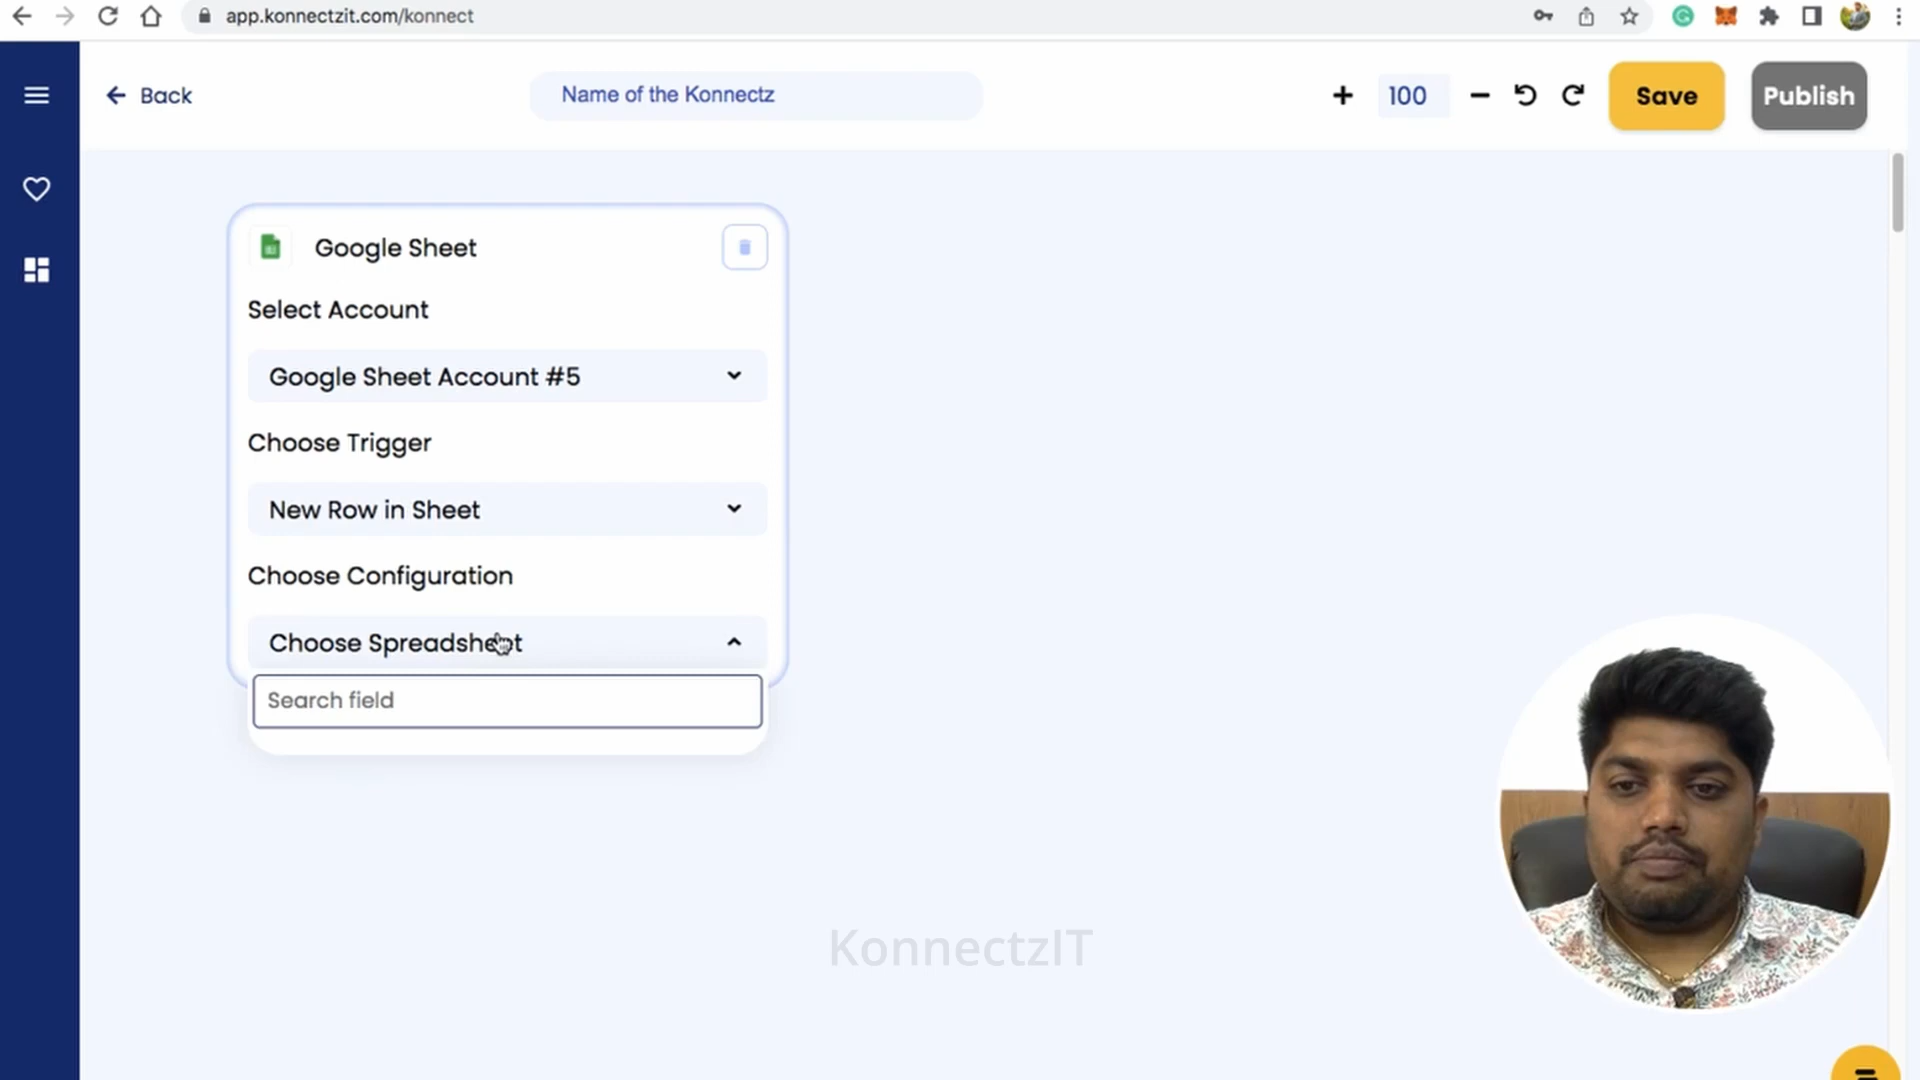 app.konnectzit.com/konnect
Back
Name of the Konnectz
100
Save
Publish
Google Sheet
Select Account
Google Sheet Account #5
Choose Trigger
New Row in Sheet
Choose Configuration
Choose Spreadsheet
Search field
KonnectzIT